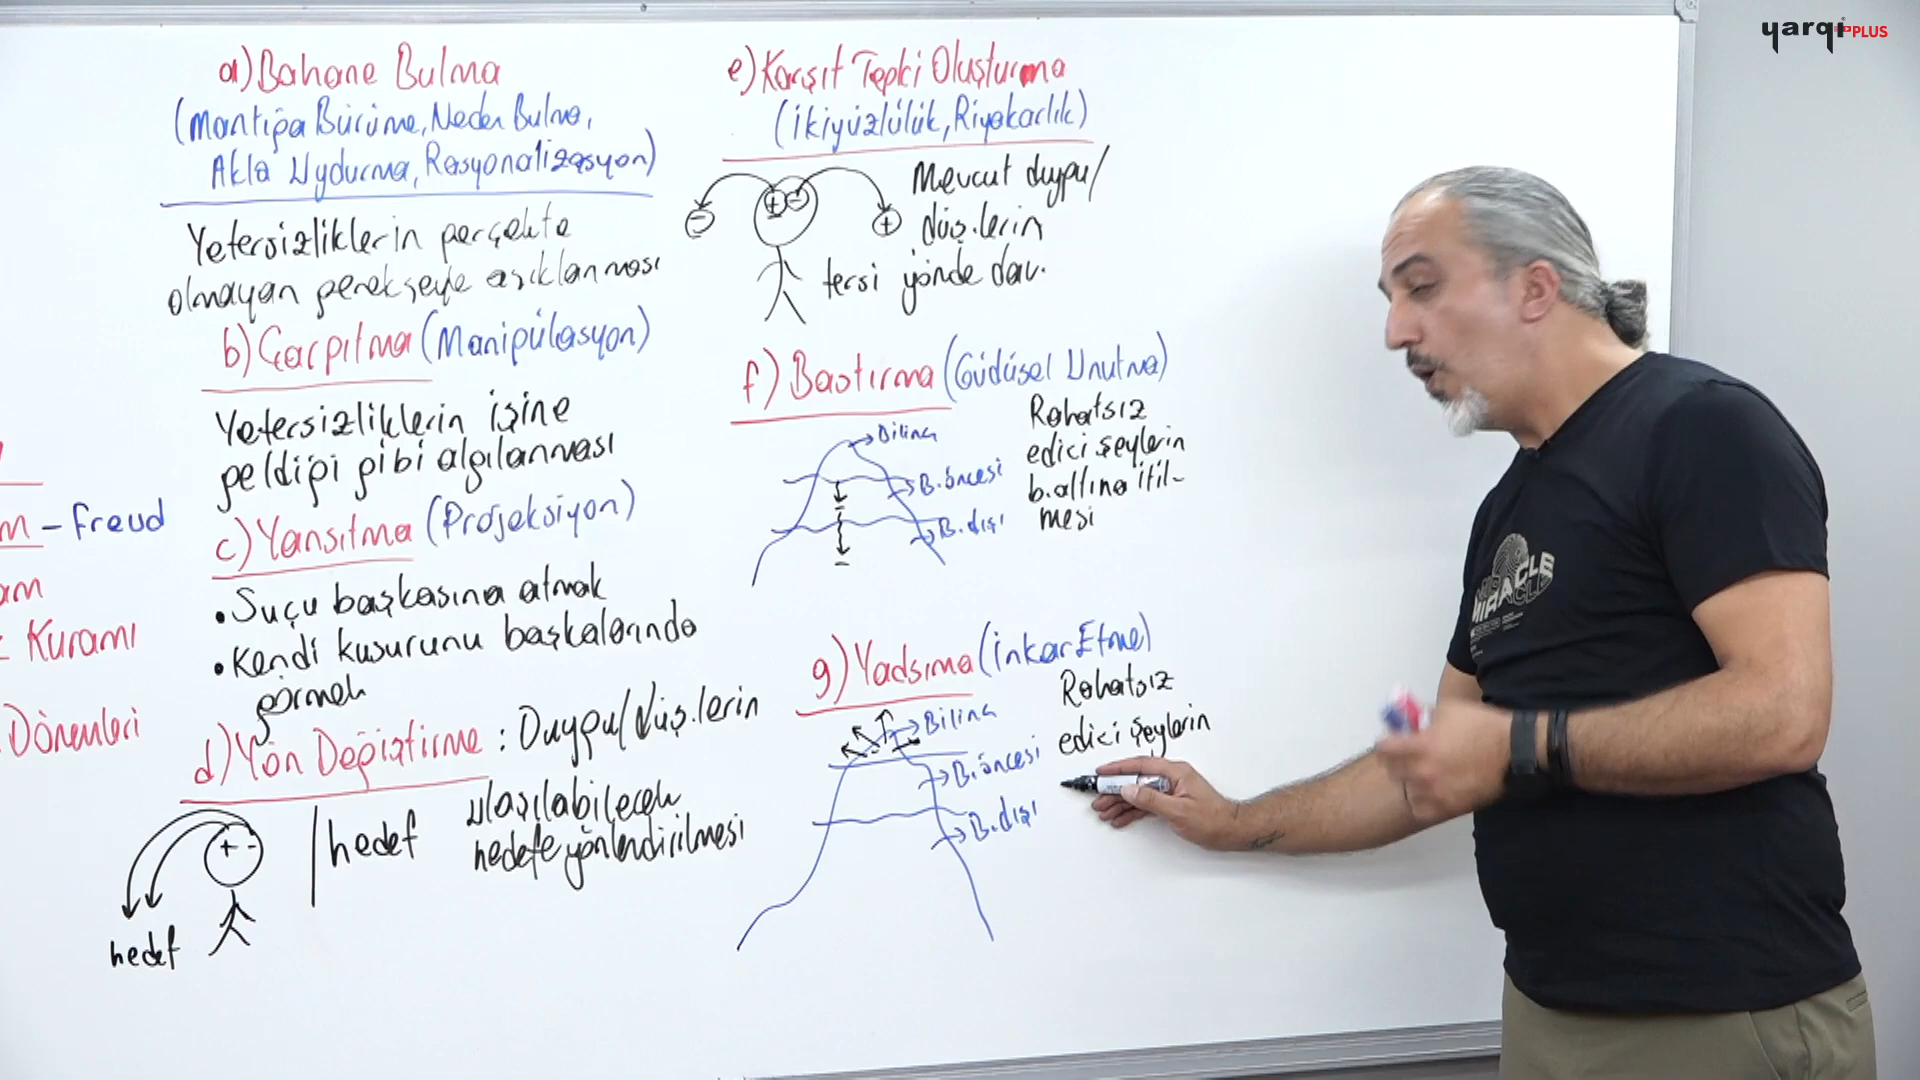 yarqı PLUS
m - Freud
am
Kuramı
Dönemleri
a) Bahane Bulma
(Mantığa Bürüme, Neden Bulma,
Akla Uydurma, Rasyonalizasyon)
Yetersizliklerin gerçekte
olmayan gerekçeyle açıklanması
b) Çarpıtma (Manipülasyon)
Yetersizliklerin işine
geldiği gibi algılanması
c) Yansıtma (Projeksiyon)
• Suçu başkasına atmak
• Kendi kusurunu başkalarında
görmek
d) Yön Değiştirme : Duygu/düş.lerin
ulaşılabilecek
hedefe yönlendirilmesi
+ -
hedef
hedef
e) Karşıt Tepki Oluşturma
(İkiyüzlülük, Riyakarlık)
- + - +
Mevcut duygu/
düş.lerin
tersi yönde dav.
f) Bastırma (Güdüsel Unutma)
Bilinç
B.öncesi
B.dışı
Rahatsız
edici şeylerin
b.altına itil-
mesi
g) Yadsıma (İnkar Etme)
Bilinç
B.öncesi
B.dışı
Rahatsız
edici şeylerin
MIRACLE